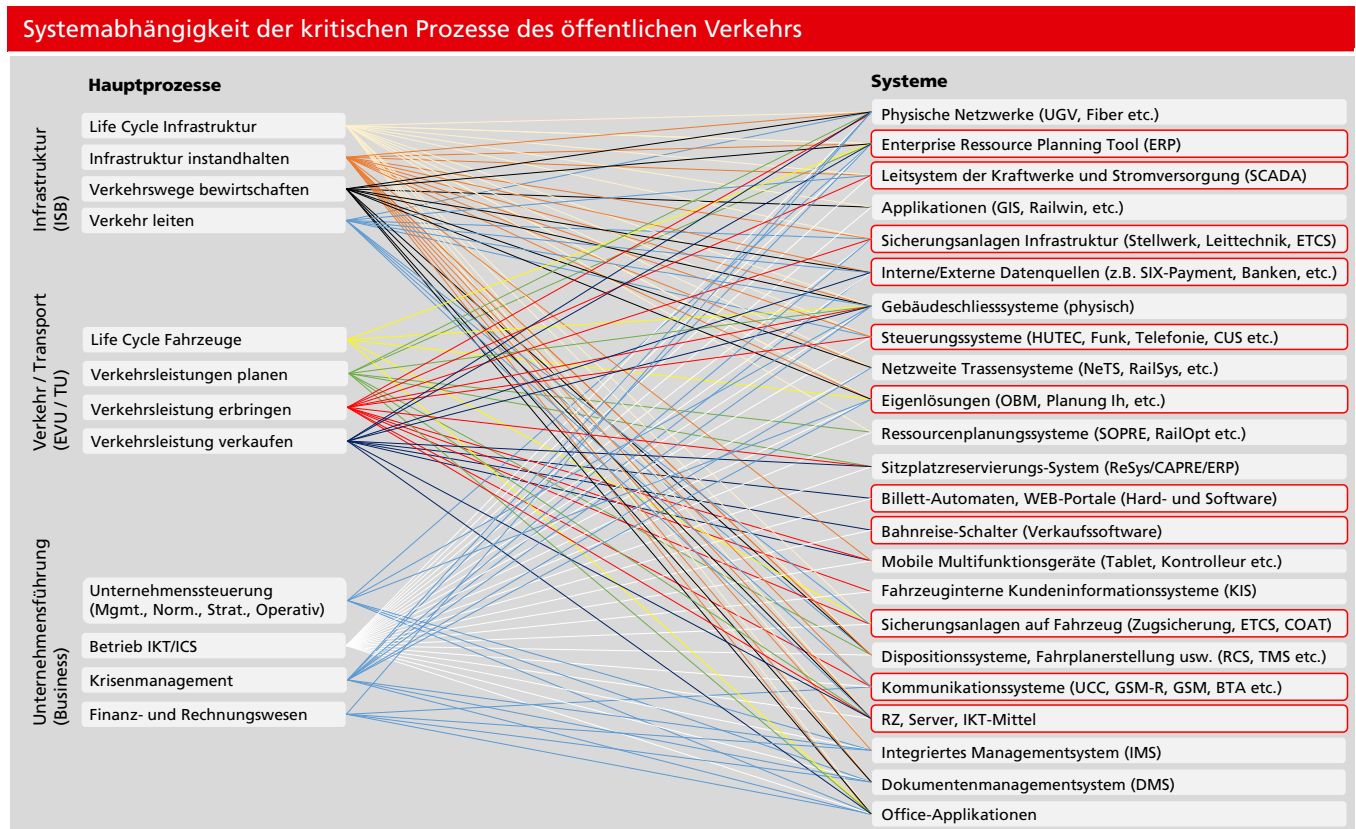 Systemabhängigkeit der kritischen Prozesse des öffentlichen Verkehrs
Hauptprozesse
Infrastruktur
(ISB)
Life Cycle Infrastruktur
Infrastruktur instandhalten
Verkehrswege bewirtschaften
Verkehr leiten
Verkehr / Transport
(EVU / TU)
Life Cycle Fahrzeuge
Verkehrsleistungen planen
Verkehrsleistung erbringen
Verkehrsleistung verkaufen
Unternehmensführung
(Business)
Unternehmenssteuerung
(Mgmt., Norm., Strat., Operativ)
Betrieb IKT/ICS
Krisenmanagement
Finanz- und Rechnungswesen
Systeme
Physische Netzwerke (UGV, Fiber etc.)
Enterprise Ressource Planning Tool (ERP)
Leitsystem der Kraftwerke und Stromversorgung (SCADA)
Applikationen (GIS, Railwin, etc.)
Sicherungsanlagen Infrastruktur (Stellwerk, Leittechnik, ETCS)
Interne/Externe Datenquellen (z.B. SIX-Payment, Banken, etc.)
Gebäudeschliesssysteme (physisch)
Steuerungssysteme (HUTEC, Funk, Telefonie, CUS etc.)
Netzweite Trassensysteme (NeTS, RailSys, etc.)
Eigenlösungen (OBM, Planung Ih, etc.)
Ressourcenplanungssysteme (SOPRE, RailOpt etc.)
Sitzplatzreservierungs-System (ReSys/CAPRE/ERP)
Billett-Automaten, WEB-Portale (Hard- und Software)
Bahnreise-Schalter (Verkaufssoftware)
Mobile Multifunktionsgeräte (Tablet, Kontrolleur etc.)
Fahrzeuginterne Kundeninformationssysteme (KIS)
Sicherungsanlagen auf Fahrzeug (Zugsicherung, ETCS, COAT)
Dispositionssysteme, Fahrplanerstellung usw. (RCS, TMS etc.)
Kommunikationssysteme (UCC, GSM-R, GSM, BTA etc.)
RZ, Server, IKT-Mittel
Integriertes Managementsystem (IMS)
Dokumentenmanagementsystem (DMS)
Office-Applikationen